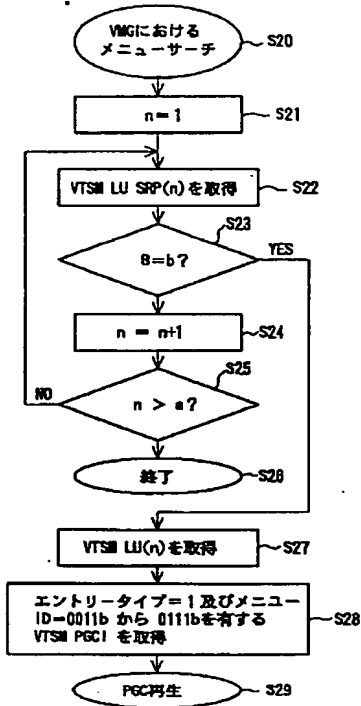 VMGにおける
メニューサーチ
S20
n=1
S21
VTSM LU SRP(n)を取得
S22
S23
B=b?
YES
n = n+1
S24
S25
NO
n > a?
終了
S26
VTSM LU(n)を取得
S27
エントリータイプ=1 及びメニュー
ID=0011b から 0111bを有する
VTSM PGCI を取得
S28
PGC再生
S29